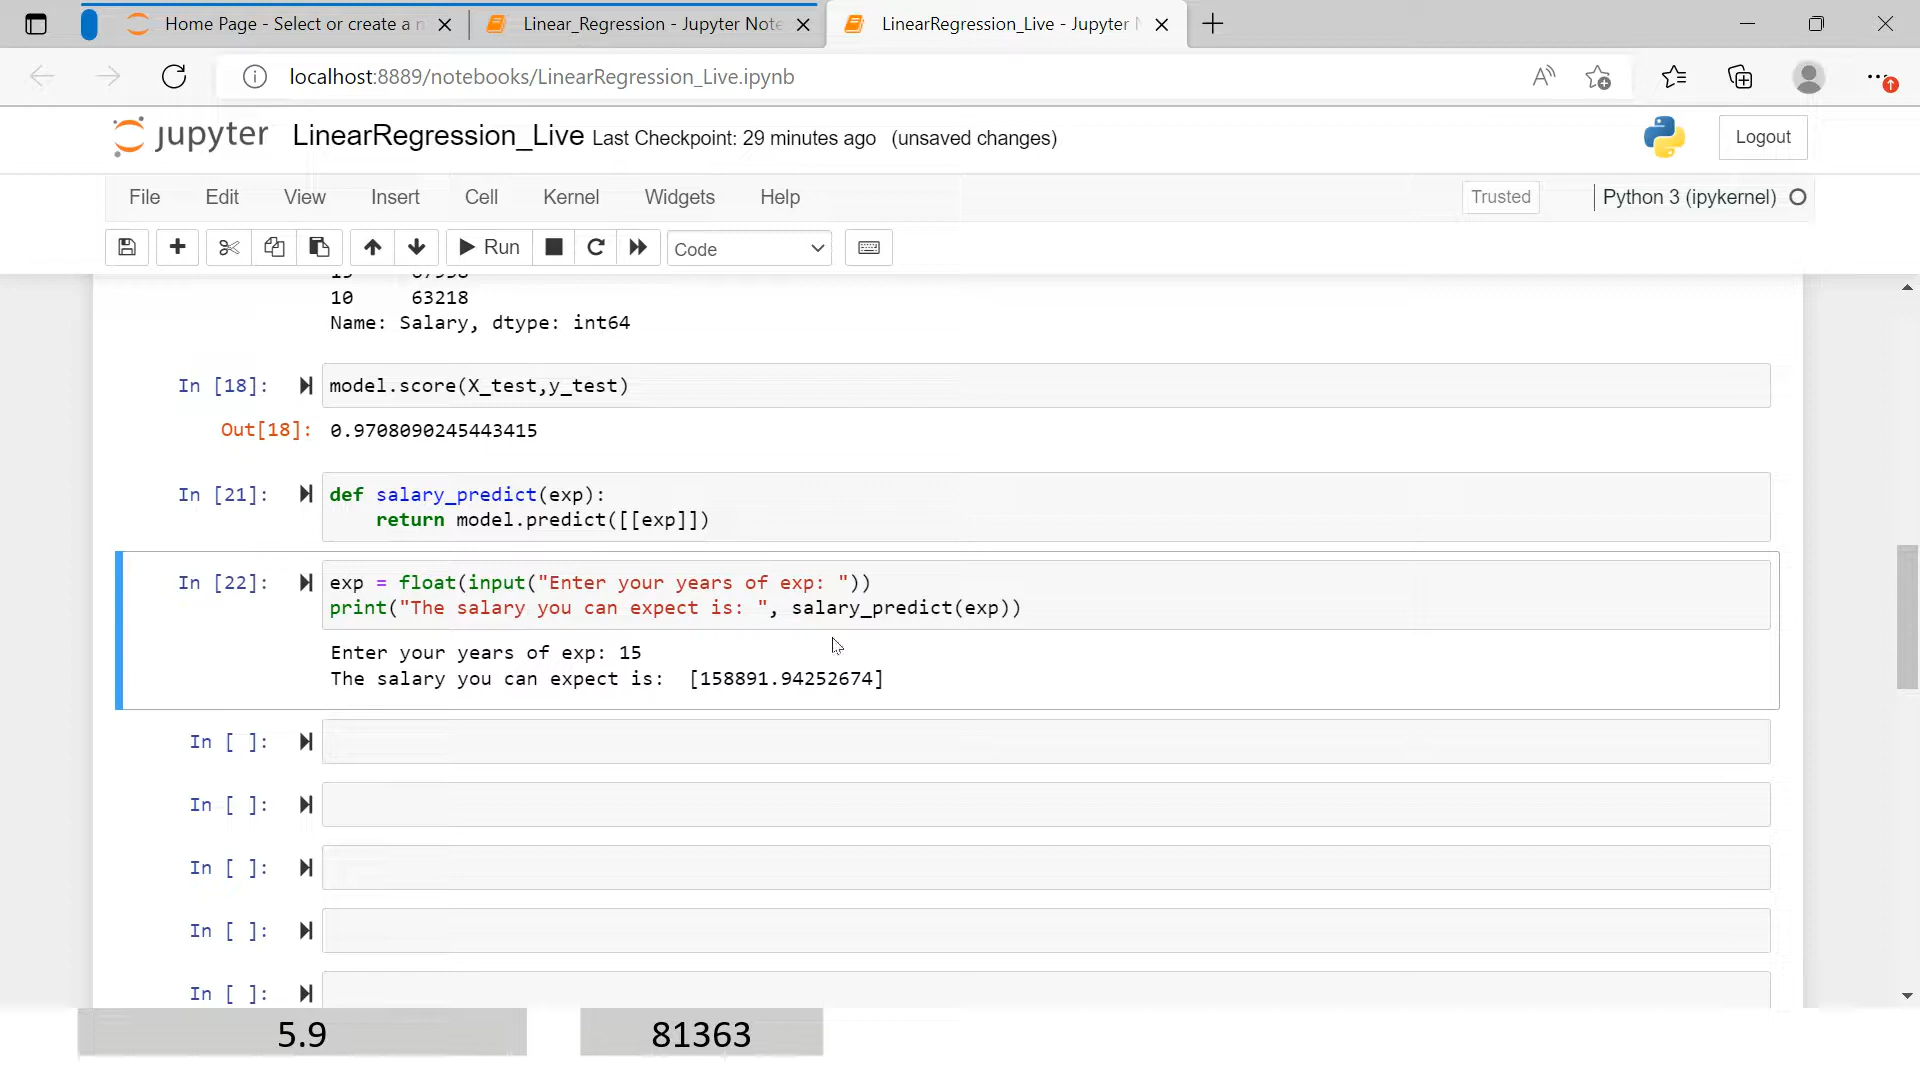 Home Page - Select or create a n
Linear_Regression - Jupyter Note
LinearRegression_Live - Jupyter N
localhost:8889/notebooks/LinearRegression_Live.ipynb
jupyter LinearRegression_Live Last Checkpoint: 29 minutes ago (unsaved changes)
Logout
File Edit View Insert Cell Kernel Widgets Help
Trusted Python 3 (ipykernel)
Run Code
10 63218
Name: Salary, dtype: int64
In [18]: model.score(X_test,y_test)
Out[18]: 0.9708090245443415
In [21]: def salary_predict(exp):
return model.predict([[exp]])
In [22]: exp = float(input("Enter your years of exp: "))
print("The salary you can expect is: ", salary_predict(exp))
Enter your years of exp: 15
The salary you can expect is:  [158891.94252674]
In [ ]:
In [ ]:
In [ ]:
In [ ]:
In [ ]:
5.9 81363